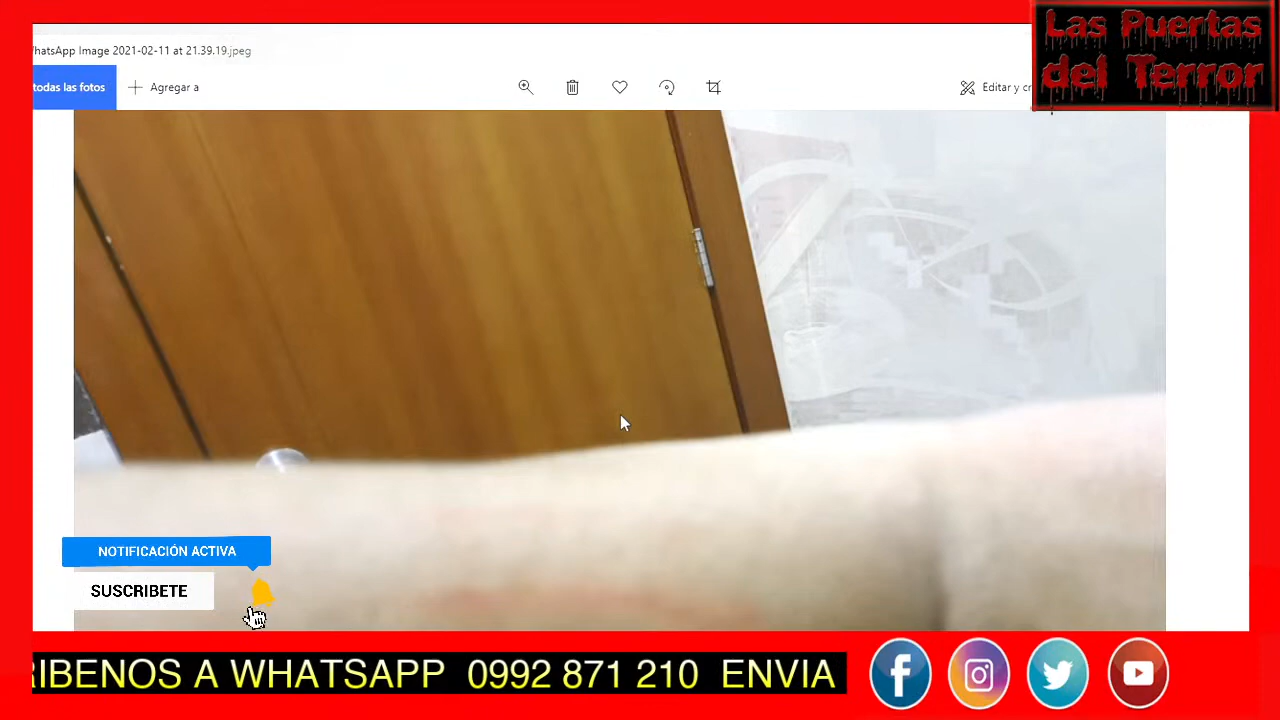 WhatsApp Image 2021-02-11 at 21.39.19.jpeg
Las Puertas
del Terror
todas las fotos
Agregar a
Editar y cr
NOTIFICACIÓN ACTIVA
SUSCRIBETE
RIBENOS A WHATSAPP 0992 871 210 ENVIA